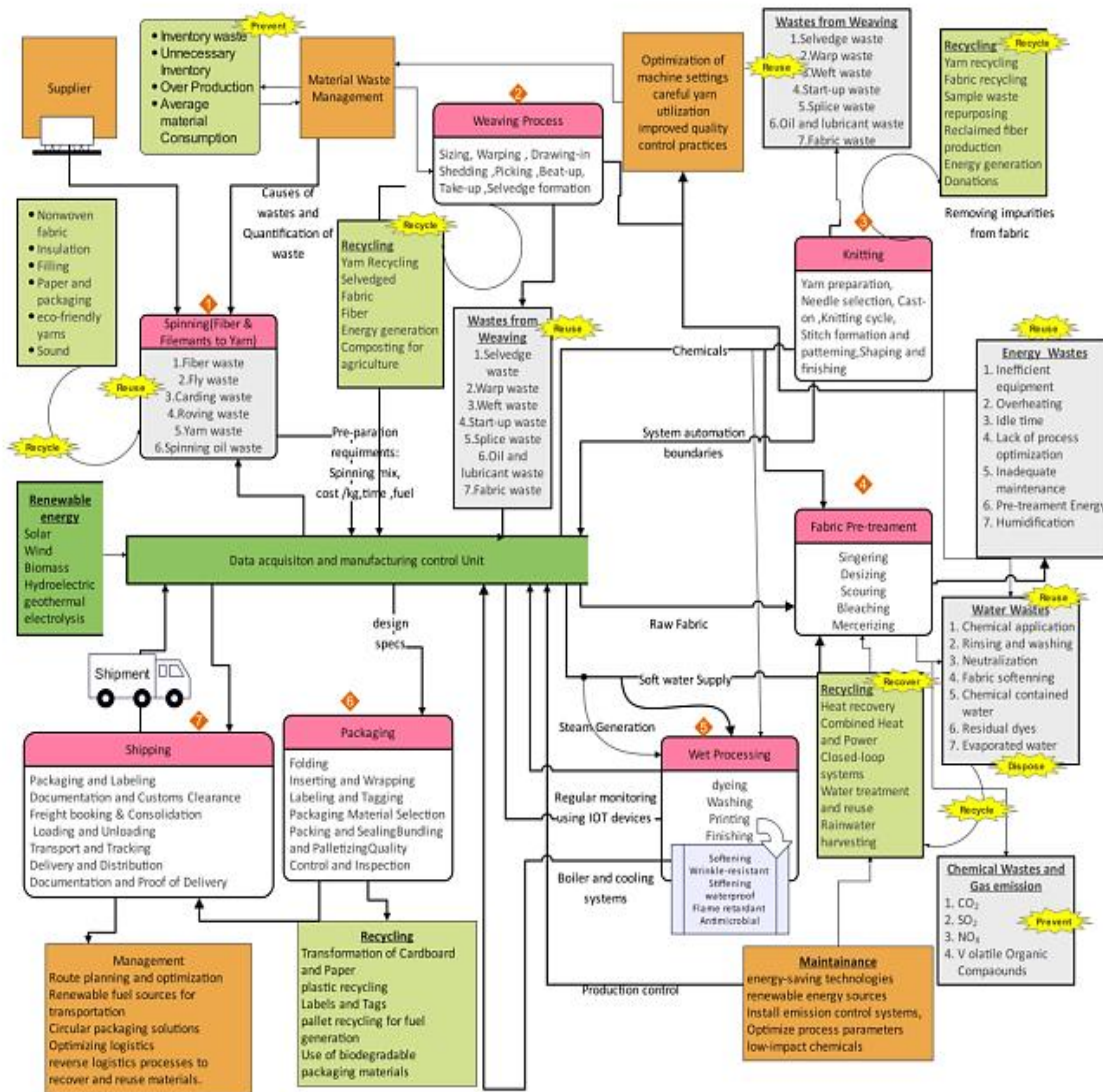 Supplier
Prevent
• Inventory waste
• Unnecessary
Inventory
• Over Production
• Average
material
Consumption
Material Waste
Management
2
Weaving Process
Sizing, Warping , Drawing-in
Shedding ,Picking ,Beat-up,
Take-up ,Selvedge formation
Optimization of
machine settings
careful yarn
utilization
improved quality
control practices
Reuse
Wastes from Weaving
1.Selvedge waste
2.Warp waste
3.Weft waste
4.Start-up waste
5.Splice waste
6.Oil and lubricant waste
7.Fabric waste
Recycle
Recycling
Yarn recycling
Fabric recycling
Sample waste
repurposing
Reclaimed fiber
production
Energy generation
Donations
Removing impurities
from fabric
Causes of
wastes and
Quantification of
waste
• Nonwoven
fabric
• Insulation
• Filling
• Paper and
packaging
• eco-friendly
yarns
• Sound
Reuse
Recycle
1
Spinning(Fiber &
Filemants to Yarn)
1.Fiber waste
2.Fly waste
3.Carding waste
4.Roving waste
5.Yarn waste
6.Spinning oil waste
Recycle
Recycling
Yarn Recycling
Selvedged
Fabric
Fiber
Energy generation
Composting for
agriculture
Reuse
Wastes from
Weaving
1.Selvedge
waste
2.Warp waste
3.Weft waste
4.Start-up waste
5.Splice waste
6.Oil and
lubricant waste
7.Fabric waste
3
Knitting
Yarn preparation,
Needle selection, Cast-
on ,Knitting cycle,
Stitch formation and
patterning,Shaping and
finishing
Chemicals
System automation
boundaries
Reuse
Energy Wastes
1. Inefficient
equipment
2. Overheating
3. Idle time
4. Lack of process
optimization
5. Inadequate
maintenance
6. Pre-treament Energy
7. Humidification
Pre-paration
requirments:
Spinning mix,
cost /kg,time ,fuel
Renewable
energy
Solar
Wind
Biomass
Hydroelectric
geothermal
electrolysis
Data acquisiton and manufacturing control Unit
4
Fabric Pre-treament
Singering
Desizing
Scouring
Bleaching
Mercerizing
Raw Fabric
Reuse
Water Wastes
1. Chemical application
2. Rinsing and washing
3. Neutralization
4. Fabric softenning
5. Chemical contained
water
6. Residual dyes
7. Evaporated water
Dispose
design
specs
Shipment
Soft water Supply
Steam Generation
Recover
Recycling
Heat recovery
Combined Heat
and Power
Closed-loop
systems
Water treatment
and reuse
Rainwater
harvesting
Recycle
7
Shipping
Packaging and Labeling
Documentation and Customs Clearance
Freight booking & Consolidation
Loading and Unloading
Transport and Tracking
Delivery and Distribution
Documentation and Proof of Delivery
6
Packaging
Folding
Inserting and Wrapping
Labeling and Tagging
Packaging Material Selection
Packing and SealingBundling
and PalletizingQuality
Control and Inspection
5
Wet Processing
dyeing
Washing
Printing
Finishing
Softening
Wrinkle-resistant
Stiffening
waterproof
Flame retardant
Antimicrobial
Regular monitoring
using IOT devices
Boiler and cooling
systems
Chemical Wastes and
Gas emission
1. CO₂
2. SO₂
3. NOₓ
4. V olatile Organic
Compaounds
Prevent
Management
Route planning and optimization
Renewable fuel sources for
transportation
Circular packaging solutions
Optimizing logistics
reverse logistics processes to
recover and reuse materials.
Recycling
Transformation of Cardboard
and Paper
plastic recycling
Labels and Tags
pallet recycling for fuel
generation
Use of biodegradable
packaging materials
Production control
Maintainance
energy-saving technologies
renewable energy sources
Install emission control systems,
Optimize process parameters
low-impact chemicals